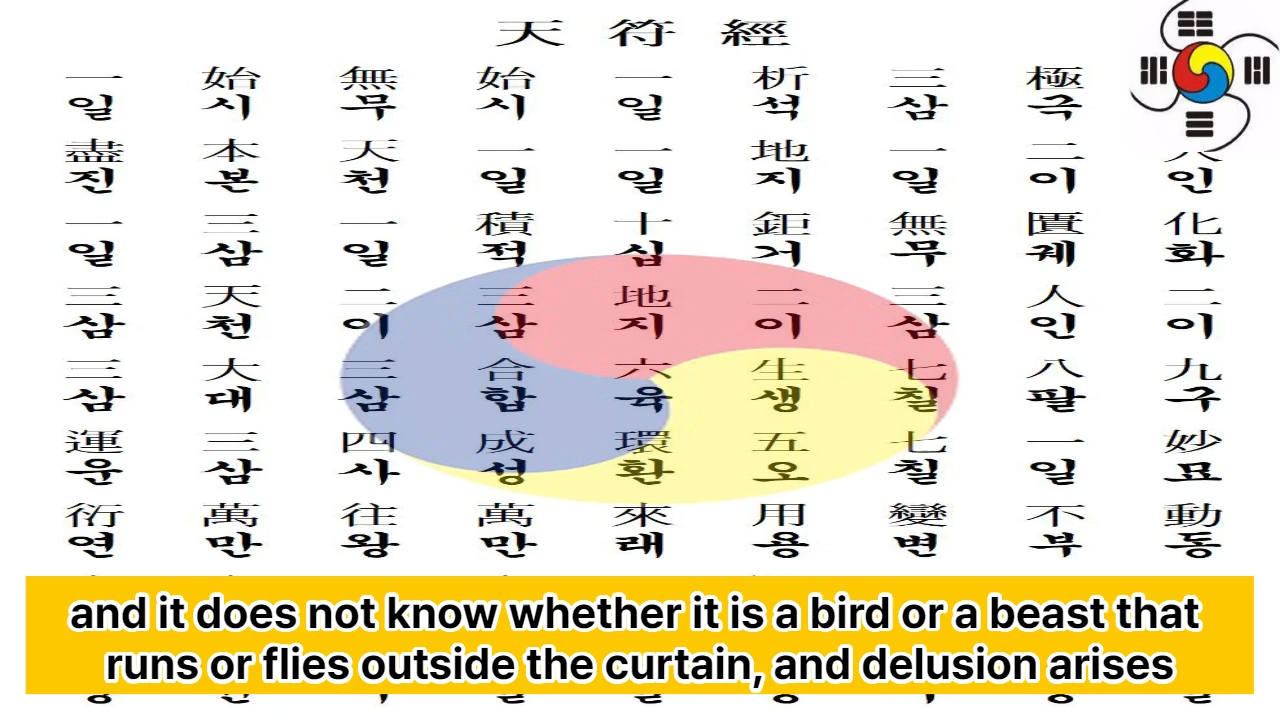 天 符 經
一 始 無 始 一 析 三 極
일 시 무 시 일 석 삼 극
盡 本 天 一 一 地 一 二 人
진 본 천 일 일 지 일 이 인
一 三 一 積 十 鉅 無 匱 化
일 삼 일 적 십 거 무 궤 화
三 天 二 三 地 二 三 人 二
삼 천 이 삼 지 이 삼 인 이
三 大 三 合 六 生 七 八 九
삼 대 삼 합 육 생 칠 팔 구
運 三 四 成 環 五 七 一 妙
운 삼 사 성 환 오 칠 일 묘
衍 萬 往 萬 來 用 變 不 動
연 만 왕 만 래 용 변 부 동
and it does not know whether it is a bird or a beast that
runs or flies outside the curtain, and delusion arises